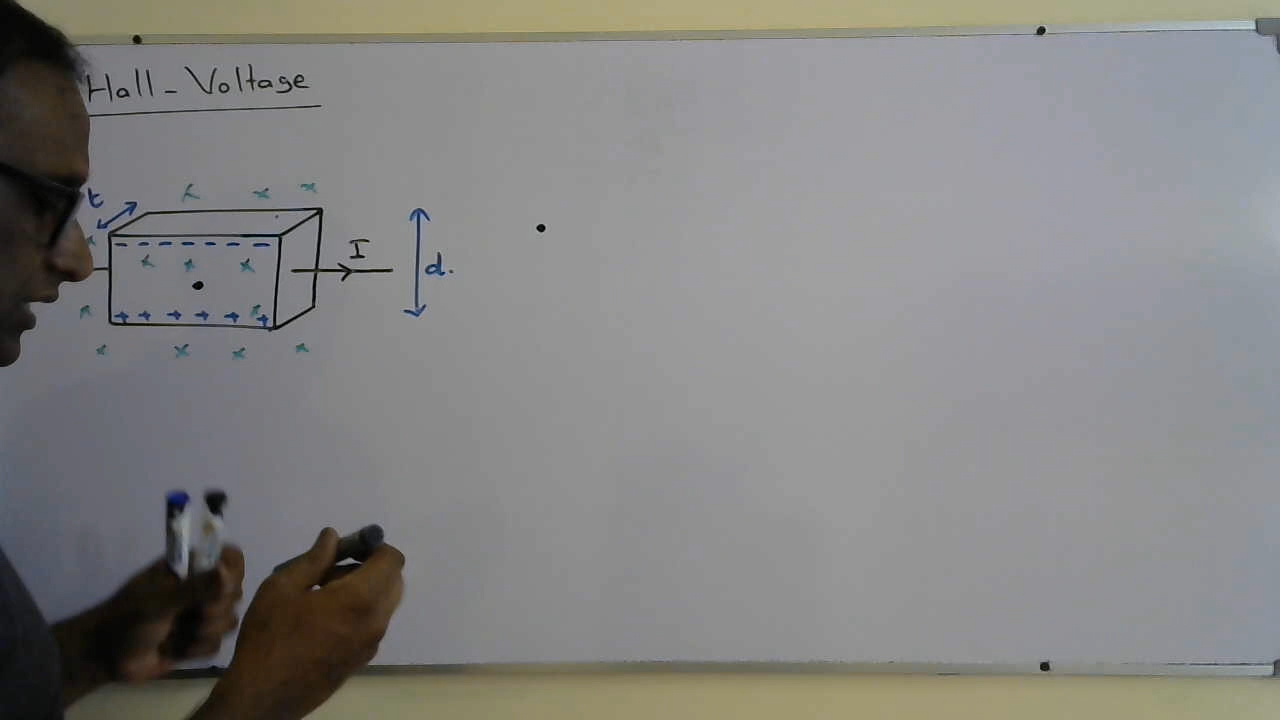 Hall - Voltage
t
x x x
I
- - - - - - -
x x x
d.
x x
+ + + + + +
x x x x